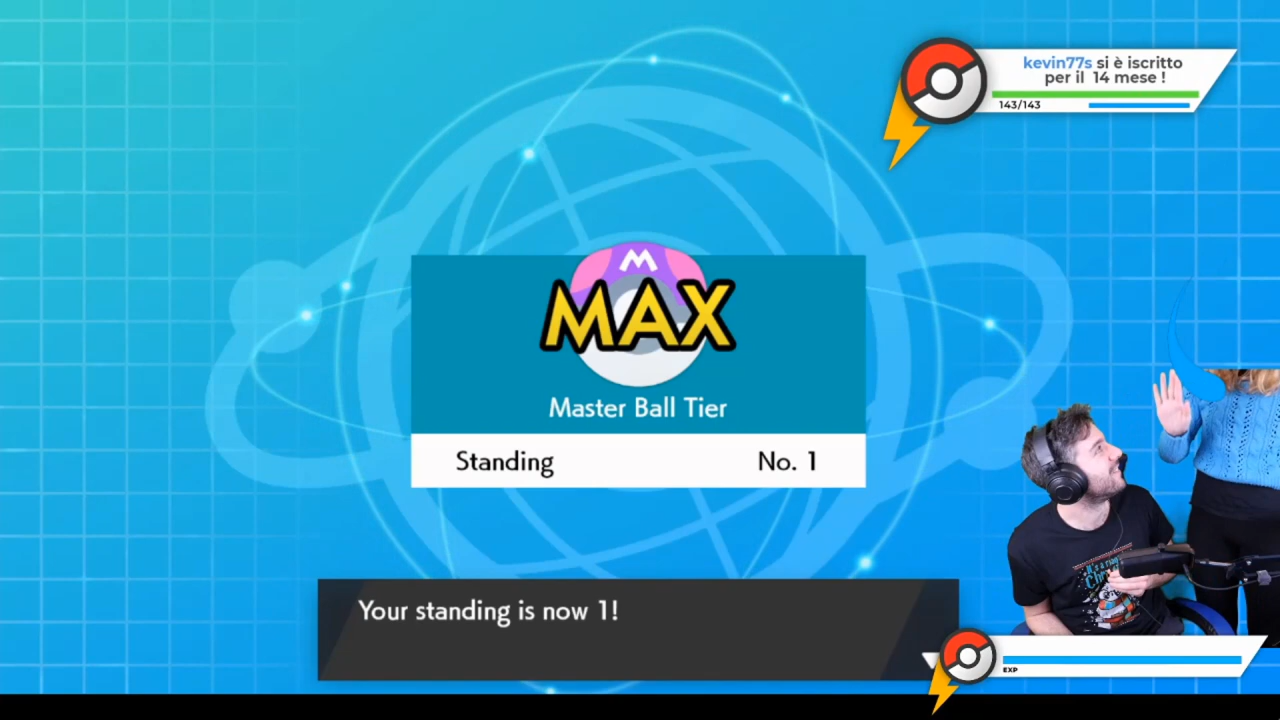 kevin77s si è iscritto
per il 14 mese !
143/143
M
MAX
Master Ball Tier
Standing No. 1
Your standing is now 1!
It's a
EXP